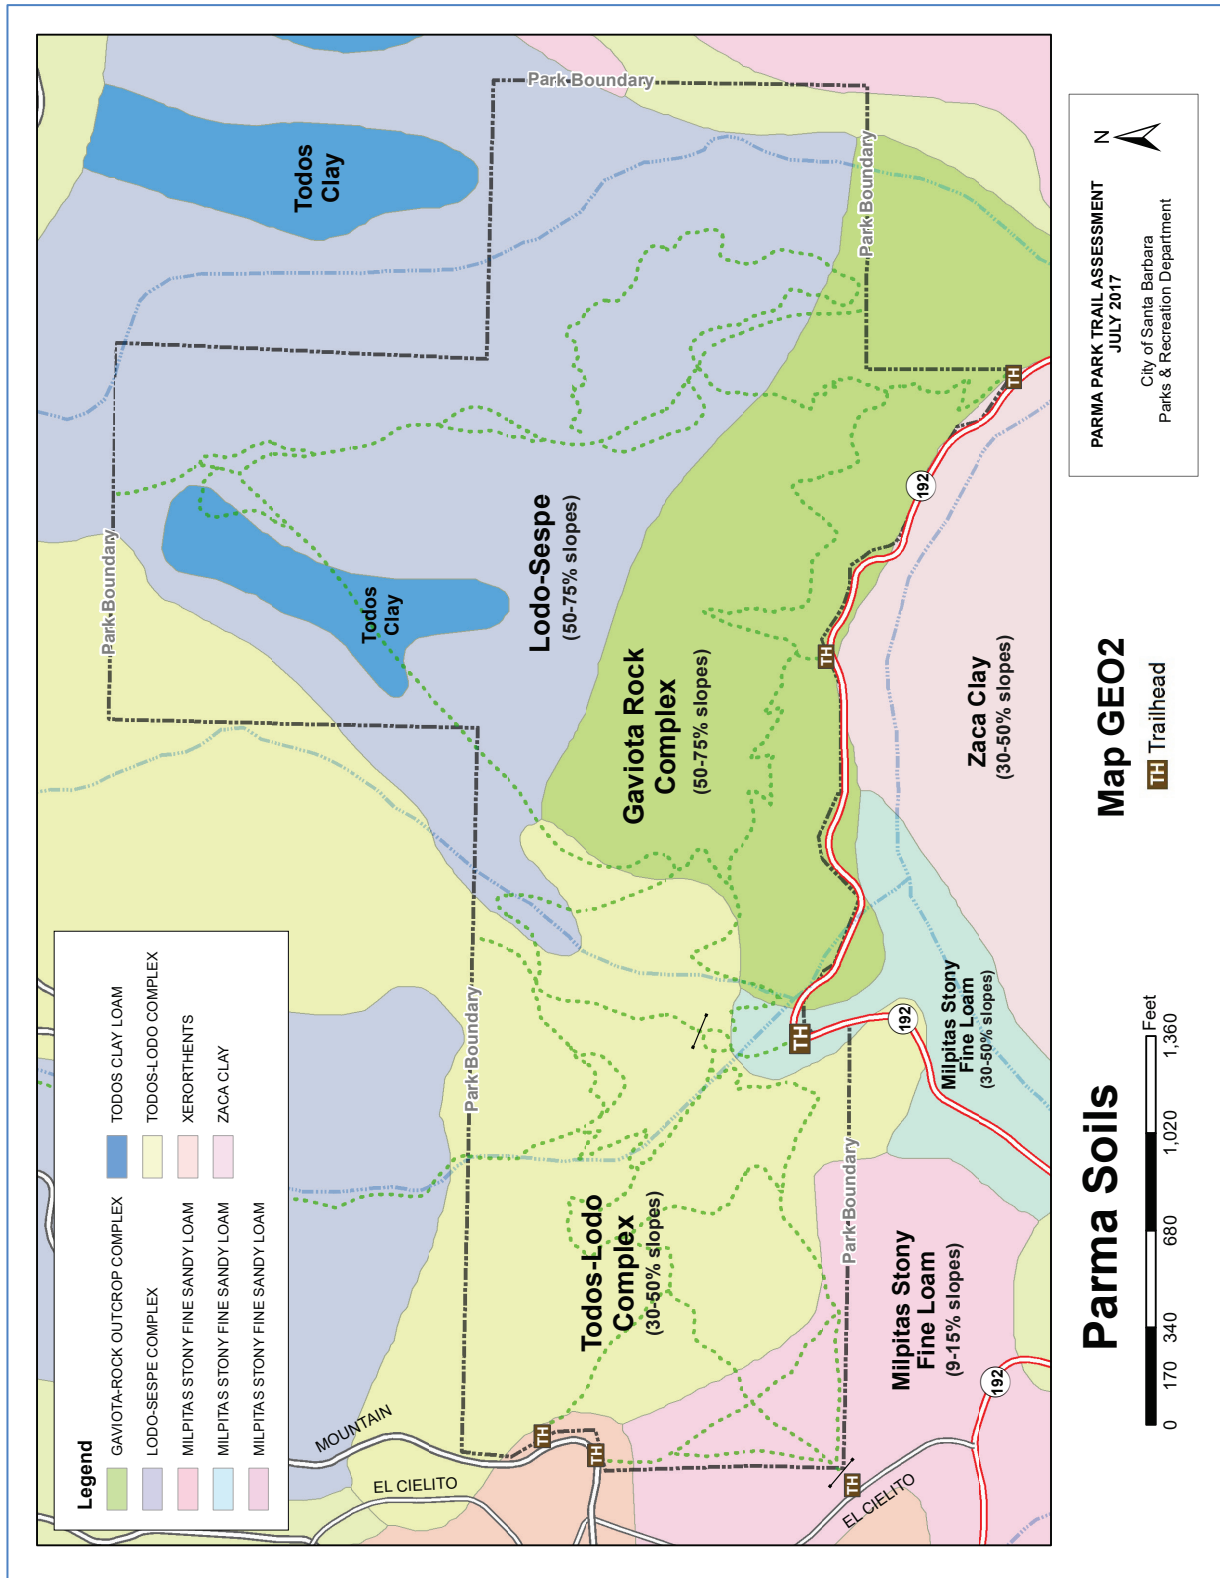 Legend
GAVIOTA-ROCK OUTCROP COMPLEX
LODO-SESPE COMPLEX
MILPITAS STONY FINE SANDY LOAM
MILPITAS STONY FINE SANDY LOAM
MILPITAS STONY FINE SANDY LOAM
TODOS CLAY LOAM
TODOS-LODO COMPLEX
XERORTHENTS
ZACA CLAY
MOUNTAIN
EL CIELITO
EL CIELITO
Park Boundary
Park Boundary
Park Boundary
Park Boundary
Park Boundary
Todos
Clay
Todos
Clay
Lodo-Sespe
(50-75% slopes)
Gaviota Rock
Complex
(50-75% slopes)
Todos-Lodo
Complex
(30-50% slopes)
Milpitas Stony
Fine Loam
(9-15% slopes)
Milpitas Stony
Fine Loam
(30-50% slopes)
Zaca Clay
(30-50% slopes)
TH
TH
TH
TH
TH
TH
192
192
192
Parma Soils
0 170 340 680 1,020 1,360
Feet
Map GEO2
TH Trailhead
PARMA PARK TRAIL ASSESSMENT
JULY 2017
City of Santa Barbara
Parks & Recreation Department
N